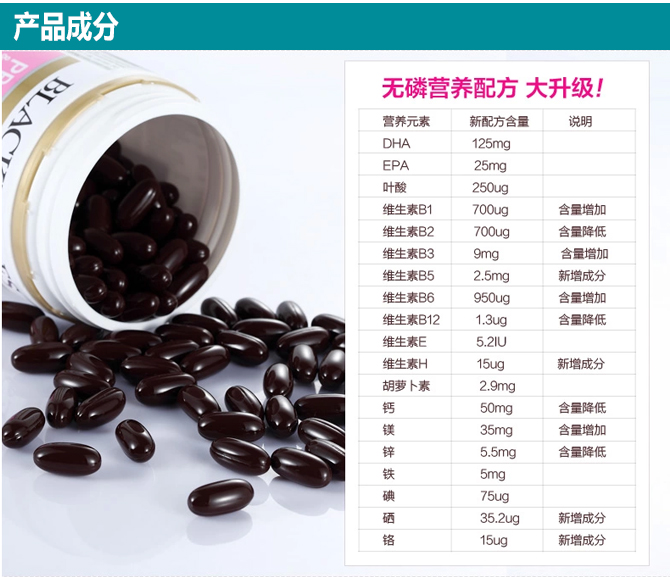 产品成分
BLAC
无磷营养配方 大升级!
营养元素 新配方含量 说明
DHA 125mg
EPA 25mg
叶酸 250ug
维生素B1 700ug 含量增加
维生素B2 700ug 含量降低
维生素B3 9mg 含量增加
维生素B5 2.5mg 新增成分
维生素B6 950ug 含量增加
维生素B12 1.3ug 含量降低
维生素E 5.2IU
维生素H 15ug 新增成分
胡萝卜素 2.9mg
钙 50mg 含量降低
镁 35mg 含量增加
锌 5.5mg 含量降低
铁 5mg
碘 75ug
硒 35.2ug 新增成分
铬 15ug 新增成分